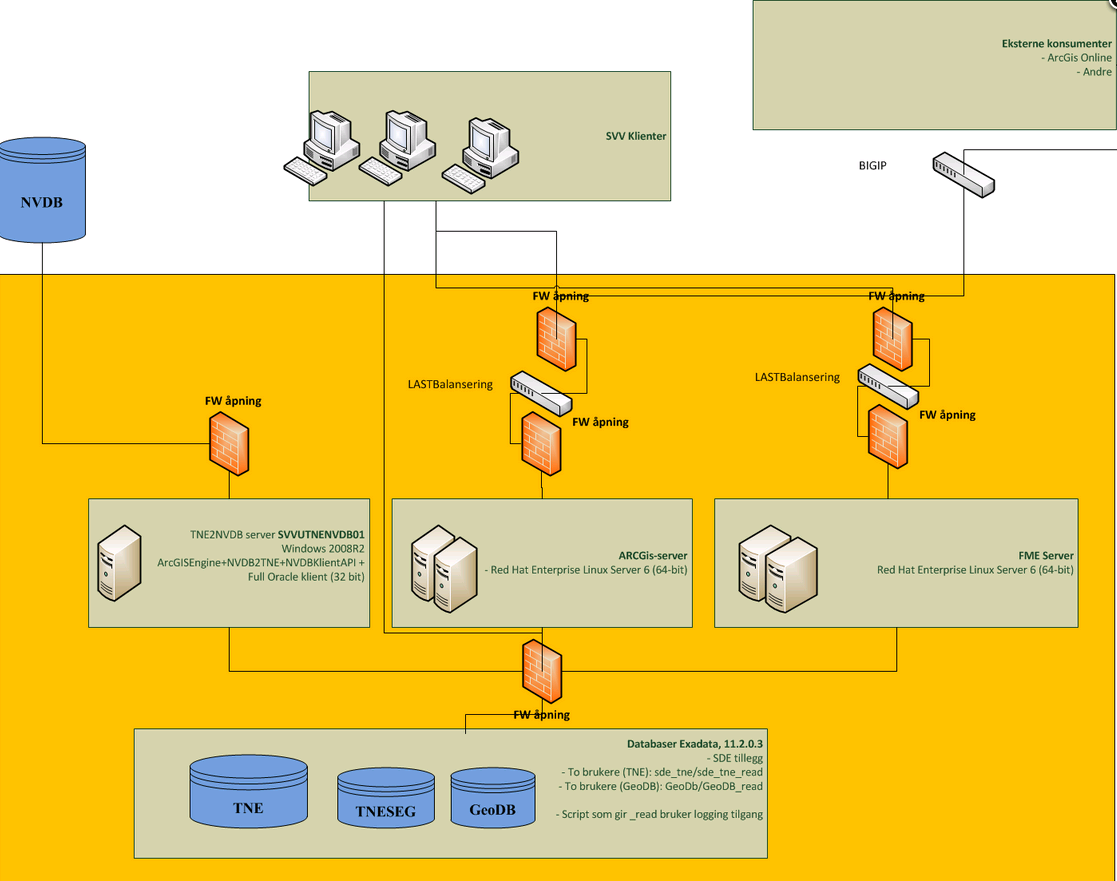 Eksterne konsumenter
- ArcGis Online
- Andre
SVV Klienter
BIGIP
NVDB
FW åpning
FW åpning
LASTBalansering
LASTBalansering
FW åpning
FW åpning
FW åpning
TNE2NVDB server SVVUTNENVDB01
Windows 2008R2
ArcGISEngine+NVDB2TNE+NVDBKlientAPI +
Full Oracle klient (32 bit)
ARCGis-server
- Red Hat Enterprise Linux Server 6 (64-bit)
FME Server
Red Hat Enterprise Linux Server 6 (64-bit)
FW åpning
Databaser Exadata, 11.2.0.3
- SDE tillegg
- To brukere (TNE): sde_tne/sde_tne_read
- To brukere (GeoDB): GeoDb/GeoDB_read
- Script som gir _read bruker logging tilgang
TNE
TNESEG
GeoDB